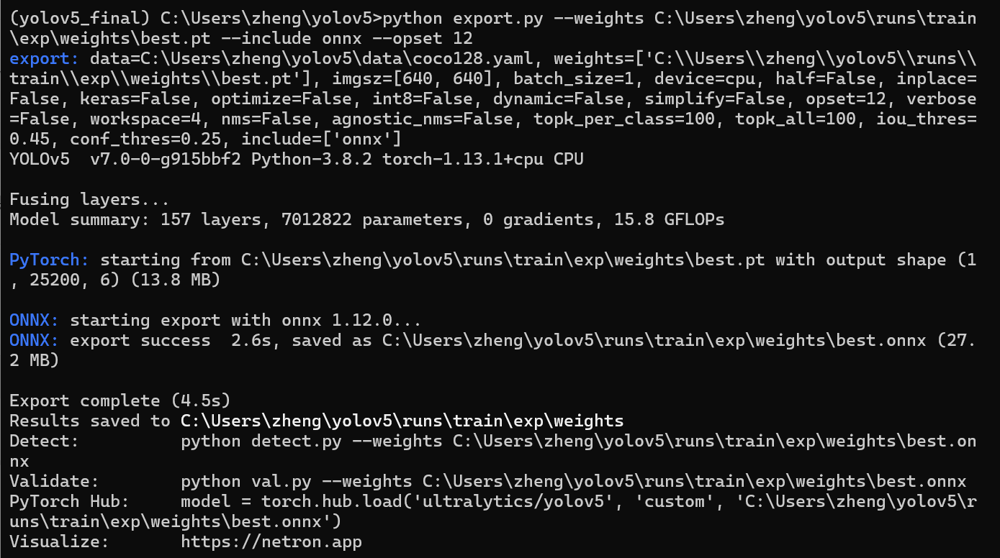 (yolov5_final) C:\Users\zheng\yolov5>python export.py --weights C:\Users\zheng\yolov5\runs\train
\exp\weights\best.pt --include onnx --opset 12
export: data=C:\Users\zheng\yolov5\data\coco128.yaml, weights=['C:\\Users\\zheng\\yolov5\\runs\\
train\\exp\\weights\\best.pt'], imgsz=[640, 640], batch_size=1, device=cpu, half=False, inplace=
False, keras=False, optimize=False, int8=False, dynamic=False, simplify=False, opset=12, verbose
=False, workspace=4, nms=False, agnostic_nms=False, topk_per_class=100, topk_all=100, iou_thres=
0.45, conf_thres=0.25, include=['onnx']
YOLOv5  v7.0-0-g915bbf2 Python-3.8.2 torch-1.13.1+cpu CPU
Fusing layers...
Model summary: 157 layers, 7012822 parameters, 0 gradients, 15.8 GFLOPs
PyTorch: starting from C:\Users\zheng\yolov5\runs\train\exp\weights\best.pt with output shape (1
, 25200, 6) (13.8 MB)
ONNX: starting export with onnx 1.12.0...
ONNX: export success  2.6s, saved as C:\Users\zheng\yolov5\runs\train\exp\weights\best.onnx (27.
2 MB)
Export complete (4.5s)
Results saved to C:\Users\zheng\yolov5\runs\train\exp\weights
Detect:          python detect.py --weights C:\Users\zheng\yolov5\runs\train\exp\weights\best.on
nx
Validate:        python val.py --weights C:\Users\zheng\yolov5\runs\train\exp\weights\best.onnx
PyTorch Hub:     model = torch.hub.load('ultralytics/yolov5', 'custom', 'C:\Users\zheng\yolov5\r
uns\train\exp\weights\best.onnx')
Visualize:       https://netron.app